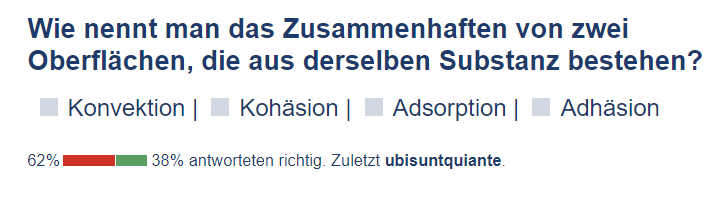 Wie nennt man das Zusammenhaften von zwei
Oberflächen, die aus derselben Substanz bestehen?
Konvektion | Kohäsion | Adsorption | Adhäsion
62% 38% antworteten richtig. Zuletzt ubisuntquiante.